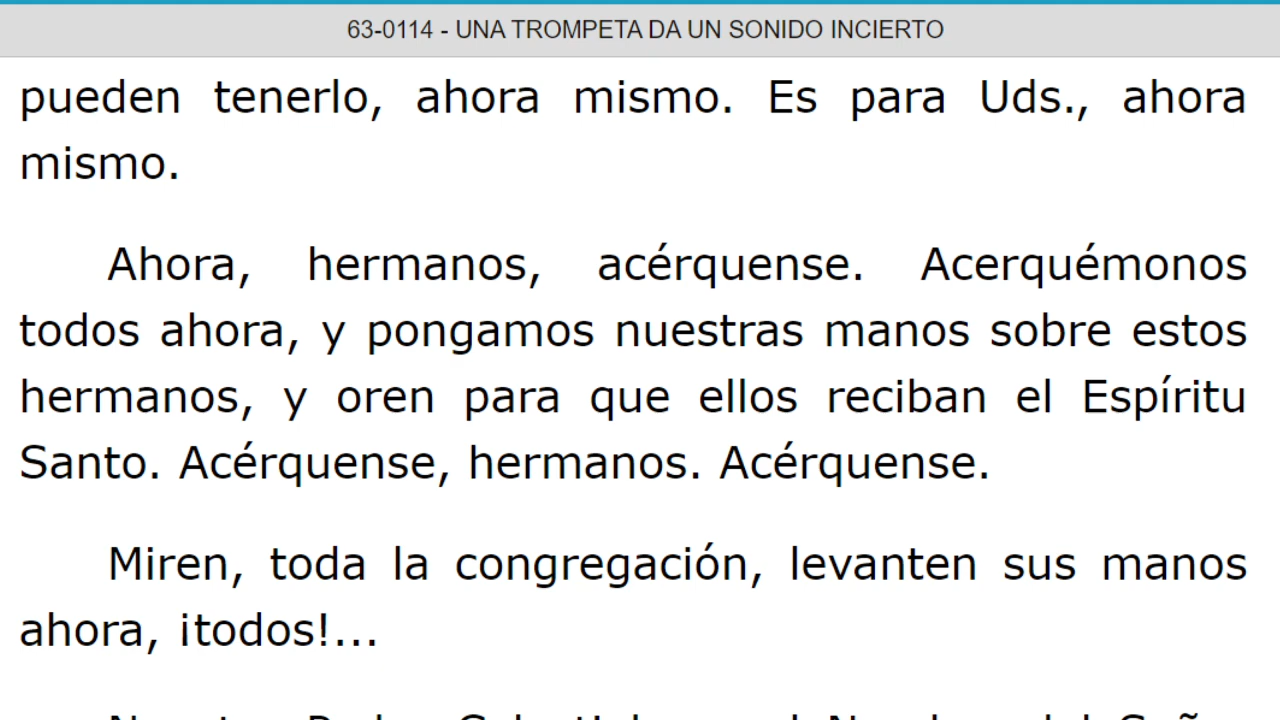 63-0114 - UNA TROMPETA DA UN SONIDO INCIERTO
pueden tenerlo, ahora mismo. Es para Uds., ahora
mismo.
Ahora, hermanos, acérquense. Acerquémonos
todos ahora, y pongamos nuestras manos sobre estos
hermanos, y oren para que ellos reciban el Espíritu
Santo. Acérquense, hermanos. Acérquense.
Miren, toda la congregación, levanten sus manos
ahora, ¡todos!...